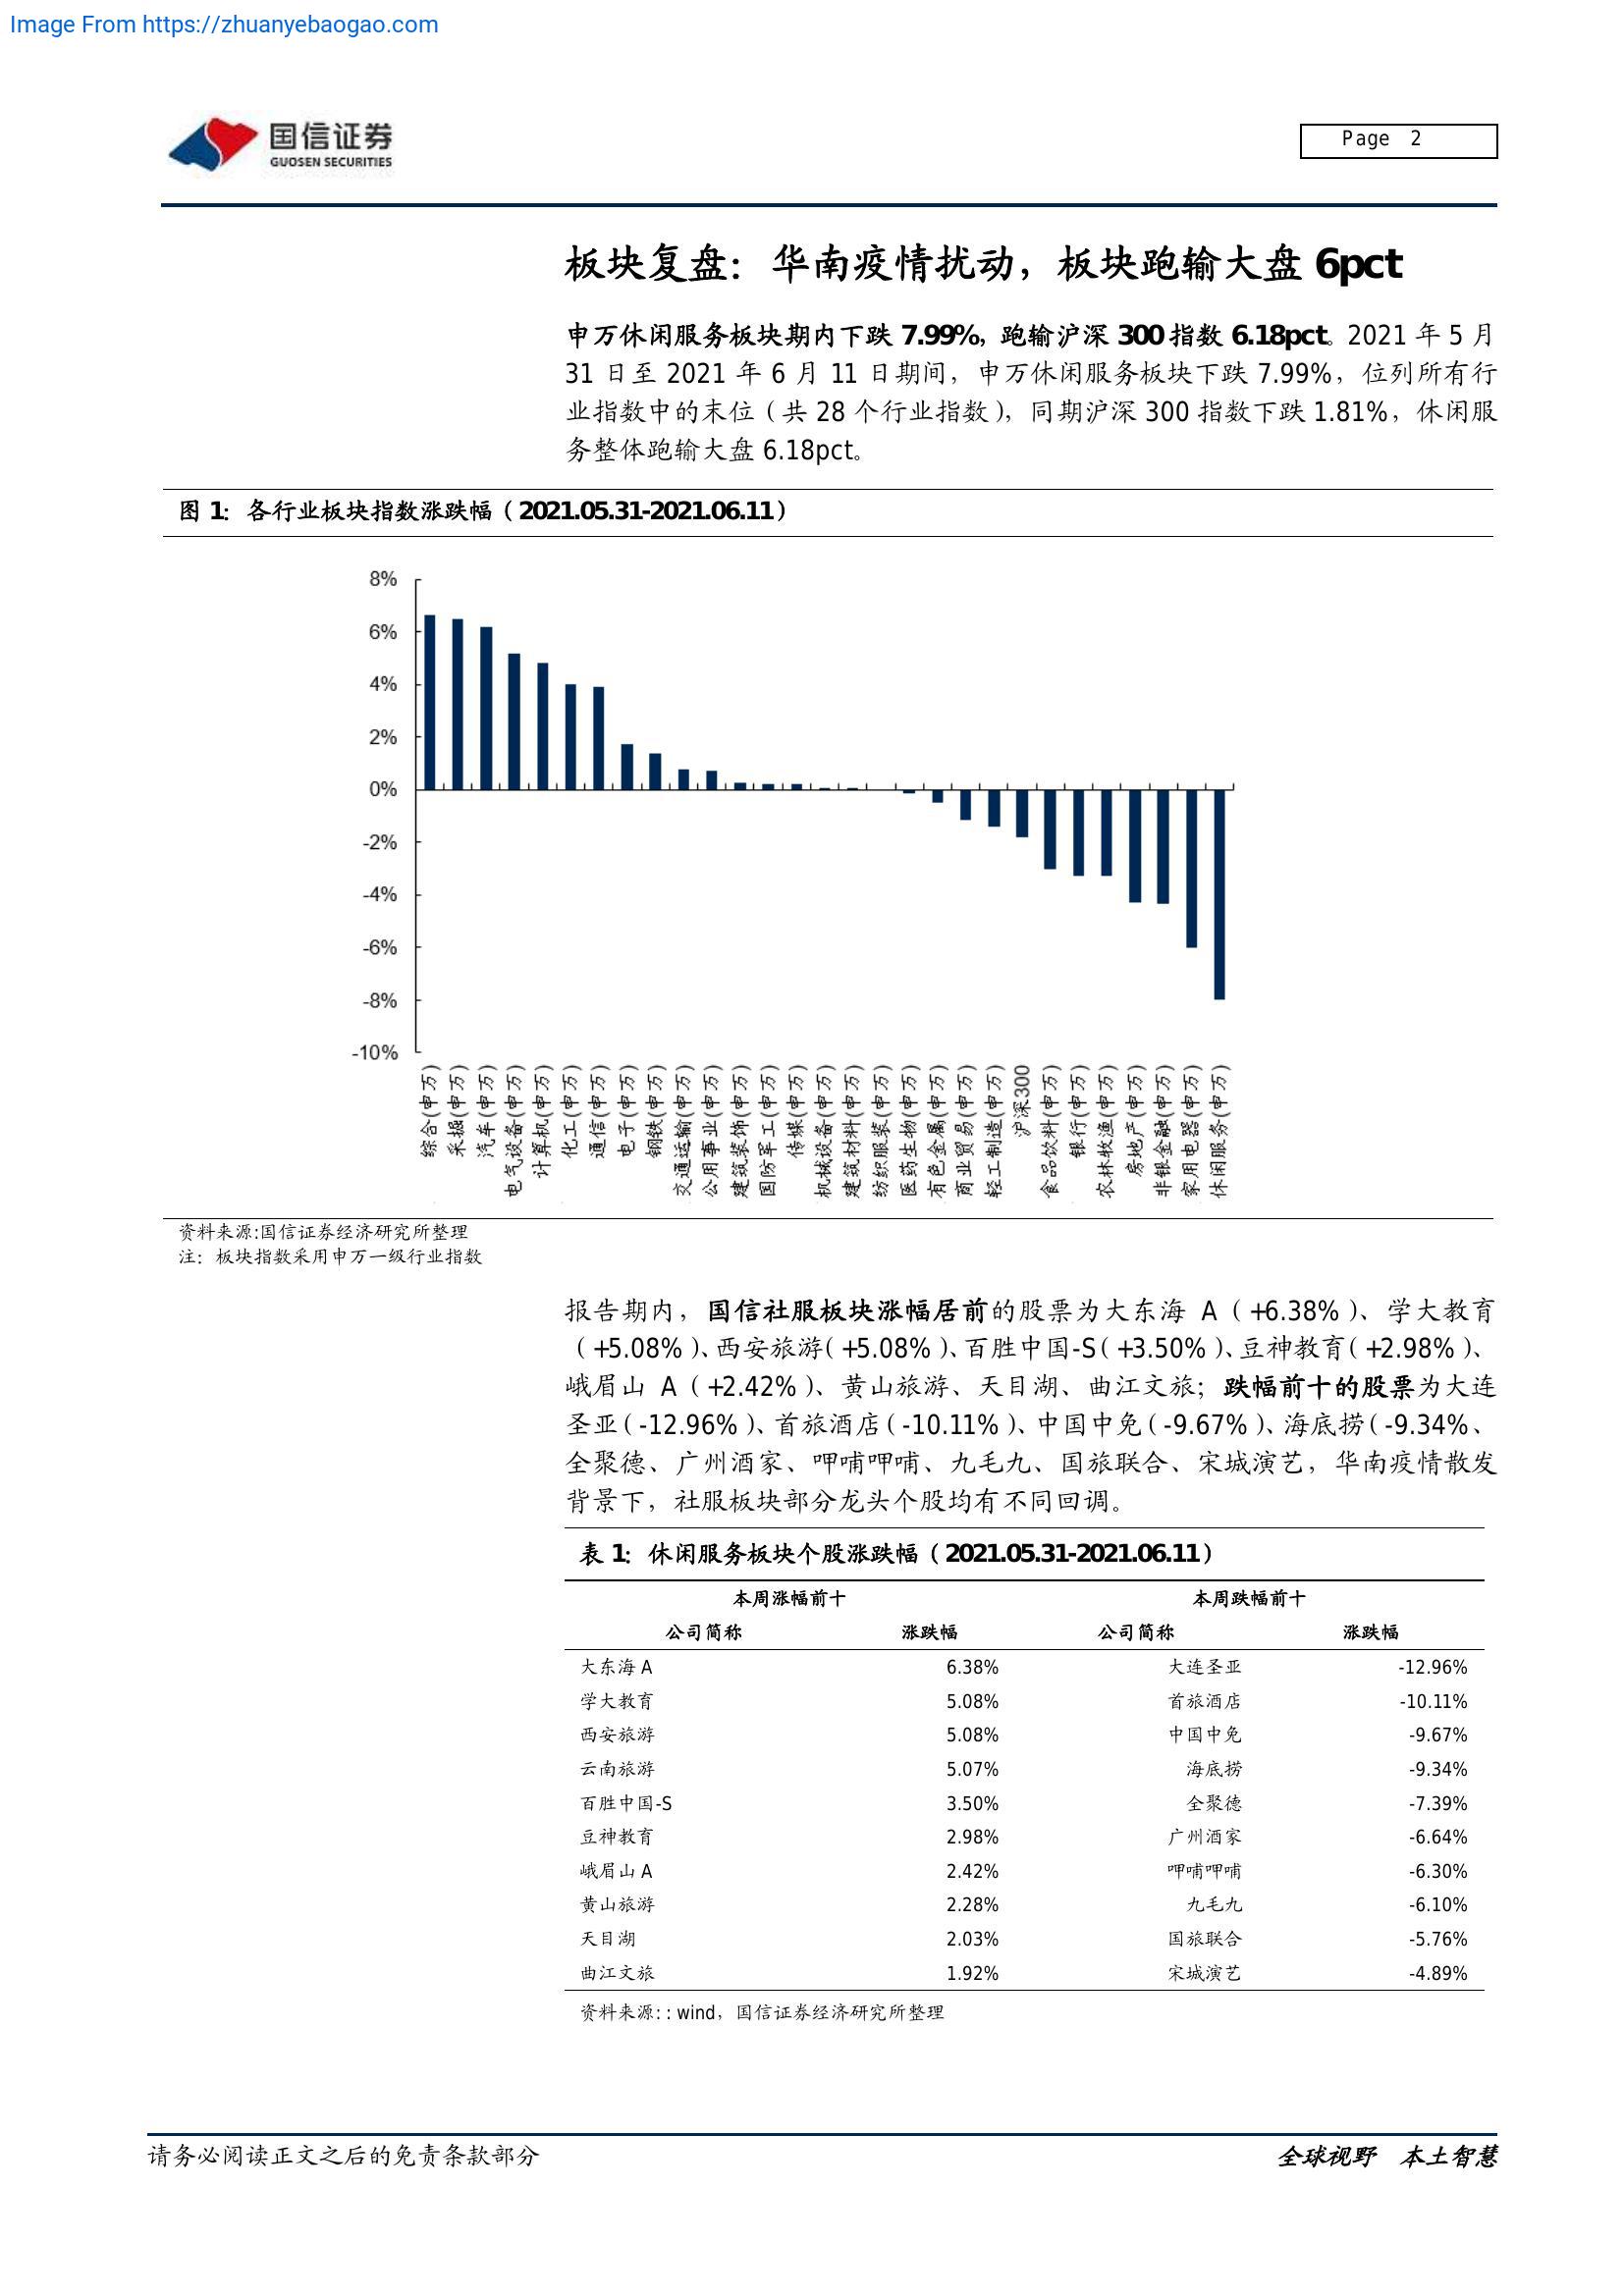 Image From https://zhuanyebaogao.com
国信证券
GUOSEN SECURITIES
Page 2
板块复盘：华南疫情扰动，板块跑输大盘 6pct
申万休闲服务板块期内下跌 7.99%，跑输沪深 300 指数 6.18pct。2021 年 5 月
31 日至 2021 年 6 月 11 日期间，申万休闲服务板块下跌 7.99%，位列所有行
业指数中的末位（共 28 个行业指数），同期沪深 300 指数下跌 1.81%，休闲服
务整体跑输大盘 6.18pct。
图 1：各行业板块指数涨跌幅（2021.05.31-2021.06.11）
8%
6%
4%
2%
0%
-2%
-4%
-6%
-8%
-10%
综合(申万)
采掘(申万)
汽车(申万)
电气设备(申万)
计算机(申万)
化工(申万)
通信(申万)
电子(申万)
钢铁(申万)
交通运输(申万)
公用事业(申万)
建筑装饰(申万)
国防军工(申万)
传媒(申万)
机械设备(申万)
建筑材料(申万)
纺织服装(申万)
医药生物(申万)
有色金属(申万)
商业贸易(申万)
轻工制造(申万)
沪深300
食品饮料(申万)
银行(申万)
农林牧渔(申万)
房地产(申万)
非银金融(申万)
家用电器(申万)
休闲服务(申万)
资料来源:国信证券经济研究所整理
注：板块指数采用申万一级行业指数
报告期内，国信社服板块涨幅居前的股票为大东海 A（+6.38%）、学大教育
（+5.08%）、西安旅游（+5.08%）、百胜中国-S（+3.50%）、豆神教育（+2.98%）、
峨眉山 A（+2.42%）、黄山旅游、天目湖、曲江文旅；跌幅前十的股票为大连
圣亚（-12.96%）、首旅酒店（-10.11%）、中国中免（-9.67%）、海底捞（-9.34%、
全聚德、广州酒家、呷哺呷哺、九毛九、国旅联合、宋城演艺，华南疫情散发
背景下，社服板块部分龙头个股均有不同回调。
表 1：休闲服务板块个股涨跌幅（2021.05.31-2021.06.11）
本周涨幅前十 本周跌幅前十
公司简称 涨跌幅 公司简称 涨跌幅
大东海 A 6.38% 大连圣亚 -12.96%
学大教育 5.08% 首旅酒店 -10.11%
西安旅游 5.08% 中国中免 -9.67%
云南旅游 5.07% 海底捞 -9.34%
百胜中国-S 3.50% 全聚德 -7.39%
豆神教育 2.98% 广州酒家 -6.64%
峨眉山 A 2.42% 呷哺呷哺 -6.30%
黄山旅游 2.28% 九毛九 -6.10%
天目湖 2.03% 国旅联合 -5.76%
曲江文旅 1.92% 宋城演艺 -4.89%
资料来源: : wind，国信证券经济研究所整理
请务必阅读正文之后的免责条款部分
全球视野 本土智慧